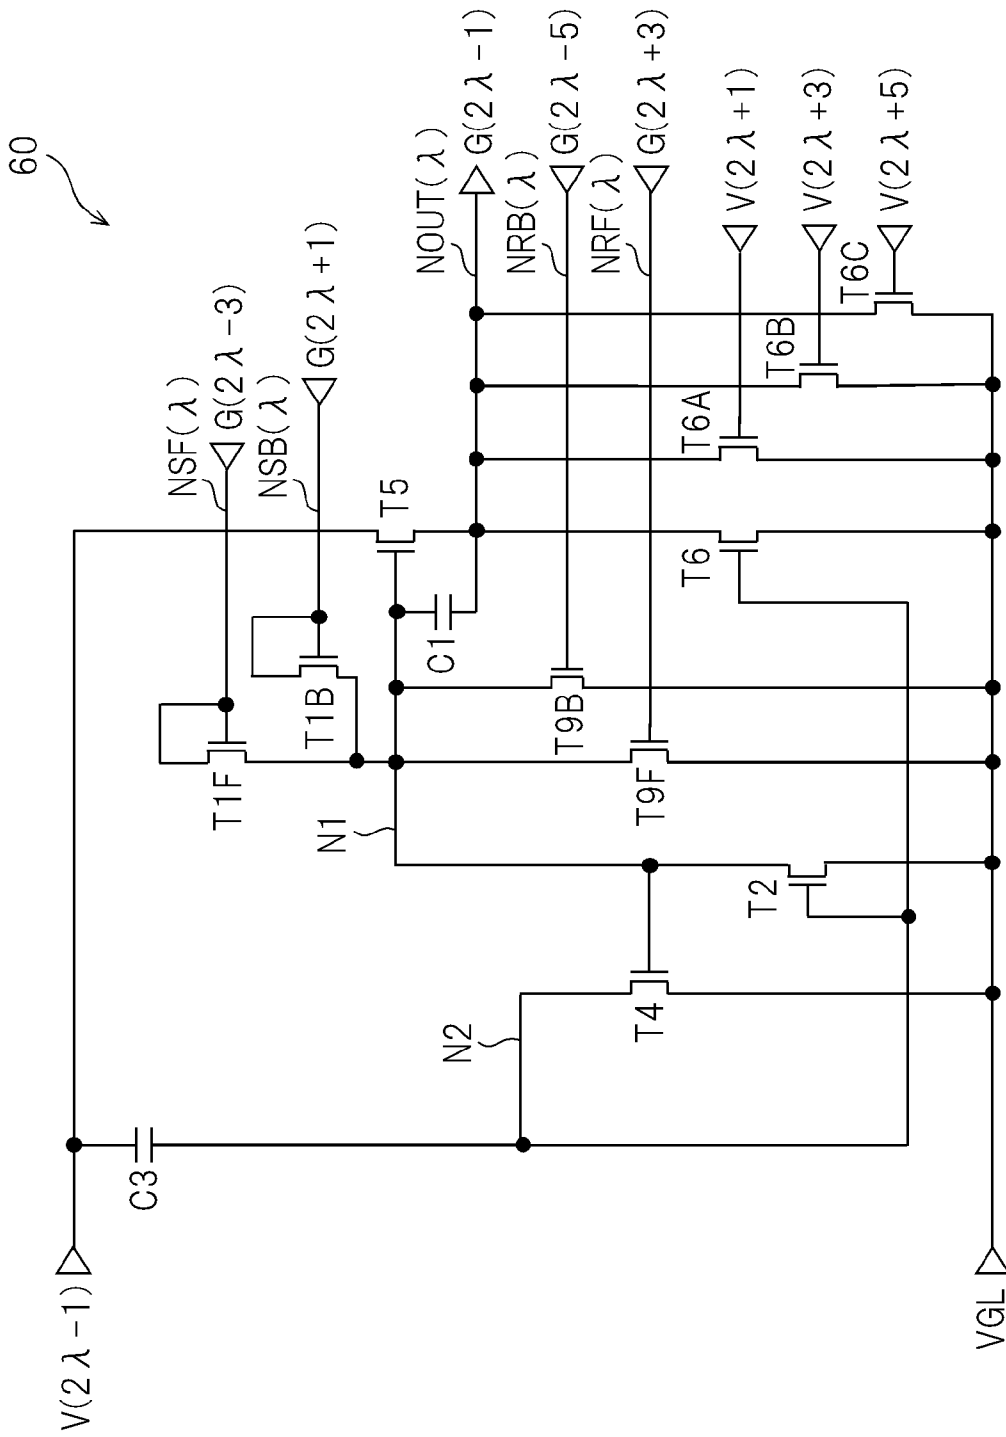 60
NSF(λ)
G(2λ-3)
NSB(λ)
G(2λ+1)
NOUT(λ)
G(2λ-1)
NRB(λ)
G(2λ-5)
NRF(λ)
G(2λ+3)
V(2λ+1)
V(2λ+3)
V(2λ+5)
T1F
T1B
T5
C1
T9B
T9F
T6
T6A
T6B
T6C
N1
T2
N2
T4
C3
V(2λ-1)
VGL